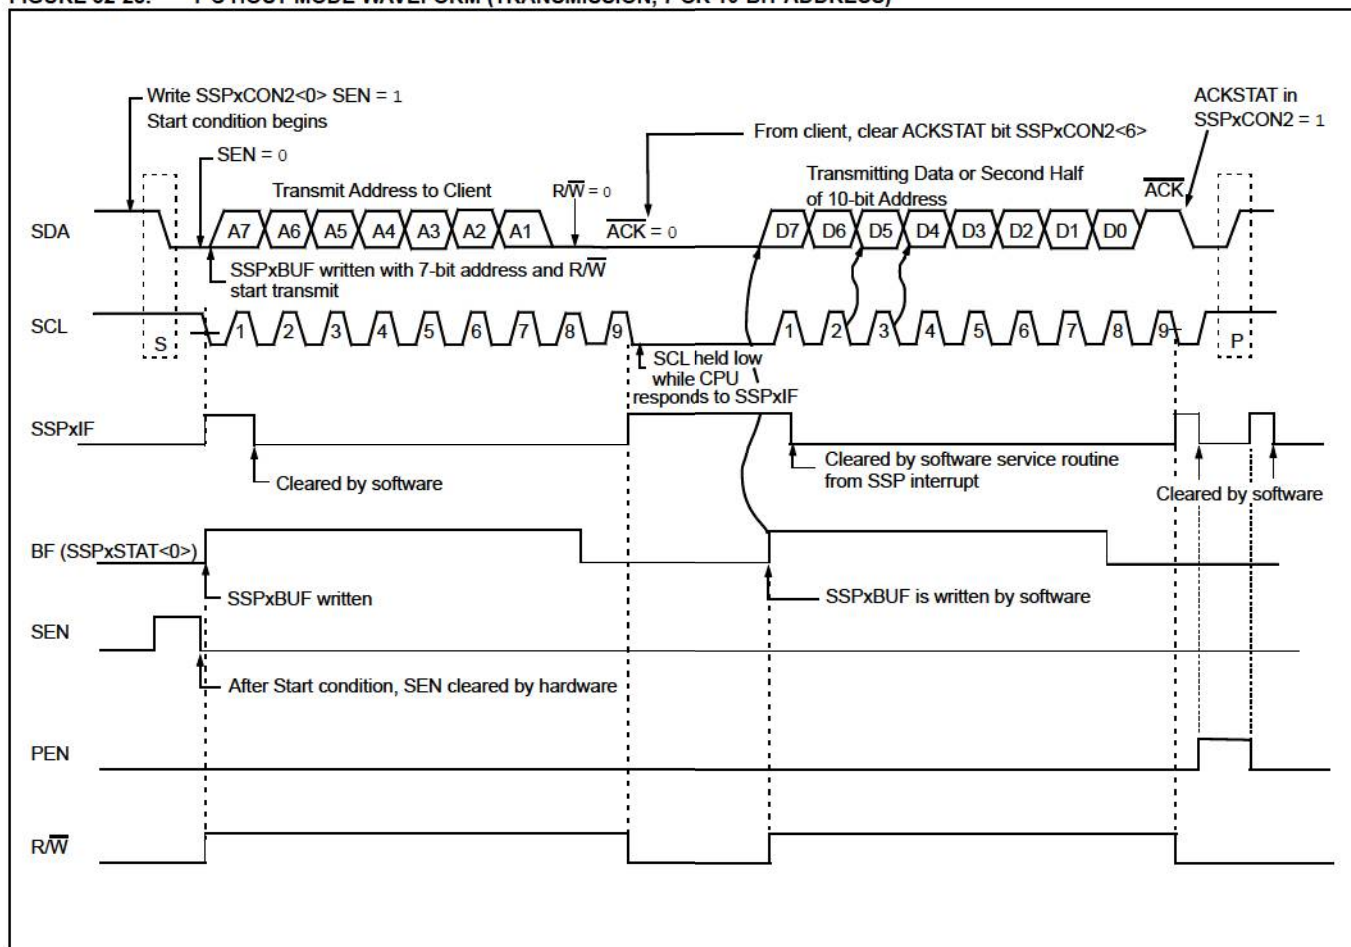 Write SSPxCON2<0> SEN = 1
Start condition begins
ACKSTAT in
SSPxCON2 = 1
From client, clear ACKSTAT bit SSPxCON2<6>
SEN = 0
Transmit Address to Client
R/W = 0
Transmitting Data or Second Half
of 10-bit Address
ACK
SDA
A7 A6 A5 A4 A3 A2 A1
ACK = 0
D7 D6 D5 D4 D3 D2 D1 D0
SSPxBUF written with 7-bit address and R/W
start transmit
SCL
S
1 2 3 4 5 6 7 8 9
1 2 3 4 5 6 7 8 9
P
SCL held low
while CPU
responds to SSPxIF
SSPxIF
Cleared by software
Cleared by software service routine
from SSP interrupt
Cleared by software
BF (SSPxSTAT<0>)
SSPxBUF written
SSPxBUF is written by software
SEN
After Start condition, SEN cleared by hardware
PEN
R/W